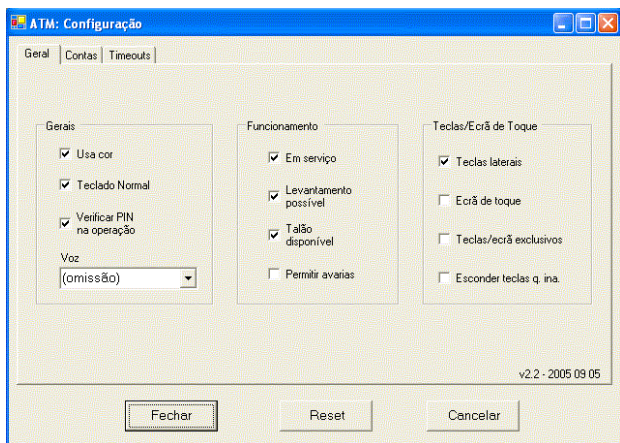 ATM: Configuração
Geral
Contas
Timeouts
Gerais
Usa cor
Teclado Normal
Verificar PIN
na operação
Voz
(omissão)
Funcionamento
Em serviço
Levantamento
possível
Talão
disponível
Permitir avarias
Teclas/Ecrã de Toque
Teclas laterais
Ecrã de toque
Teclas/ecrã exclusivos
Esconder teclas q. ina.
v2.2 - 2005 09 05
Fechar
Reset
Cancelar